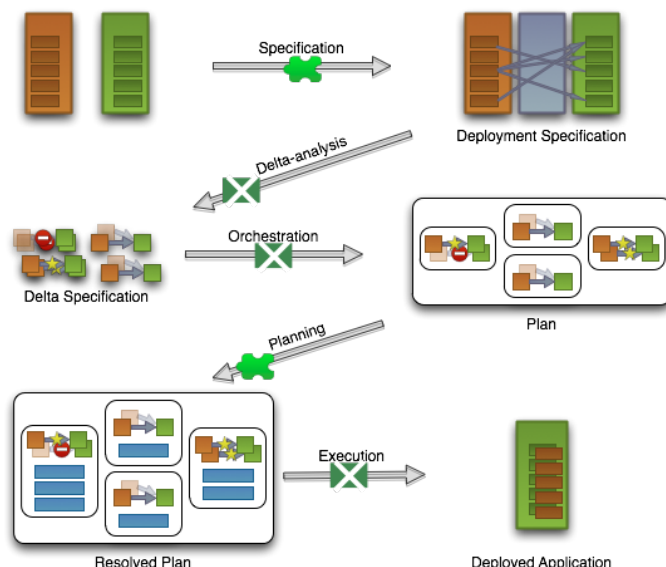 Specification
Deployment Specification
Delta-analysis
Orchestration
Delta Specification
Plan
Planning
Execution
Resolved Plan
Deployed Application